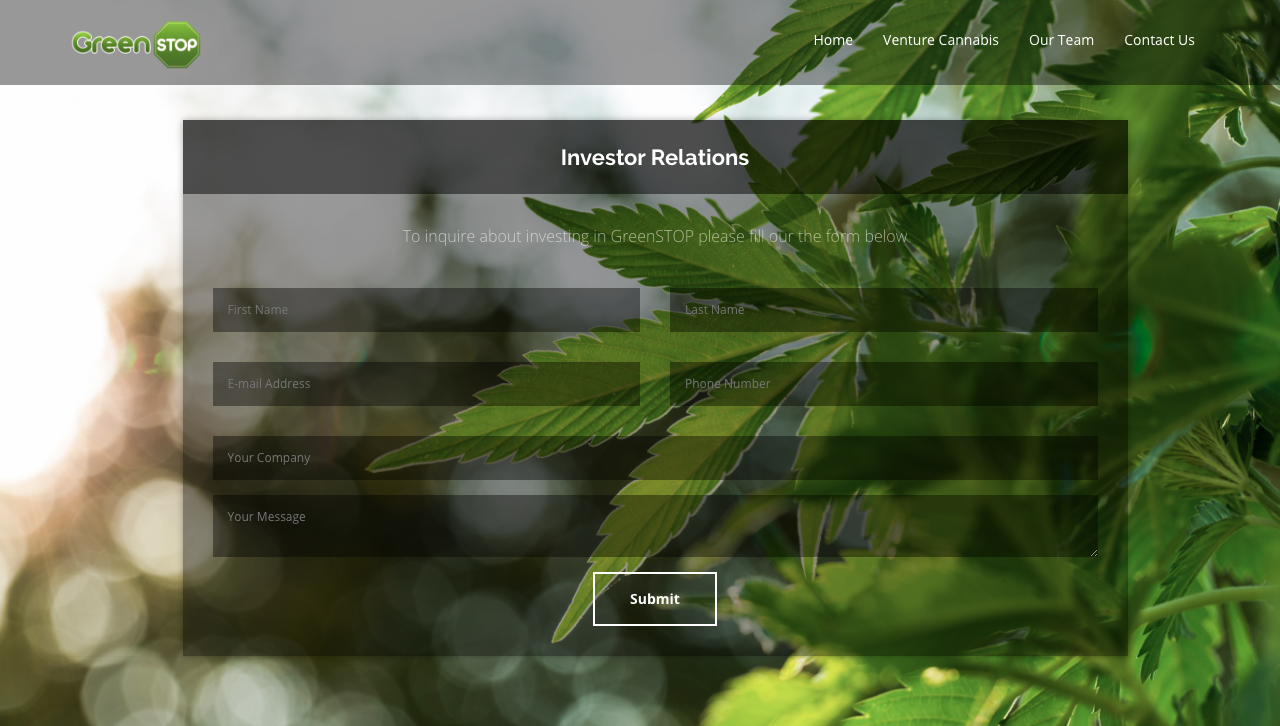 Green STOP
Home Venture Cannabis Our Team Contact Us
Investor Relations
To inquire about investing in GreenSTOP please fill our the form below
First Name Last Name
E-mail Address Phone Number
Your Company
Your Message
Submit